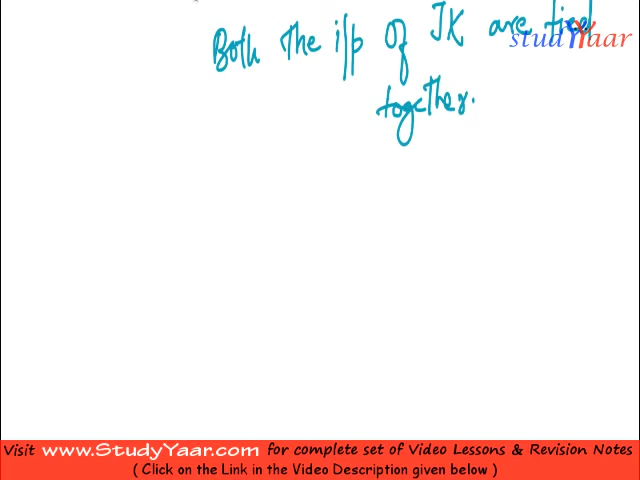 Both the i/p of JK are tied
studYaar
together.
Visit www.StudyYaar.com for complete set of Video Lessons & Revision Notes
( Click on the Link in the Video Description given below )